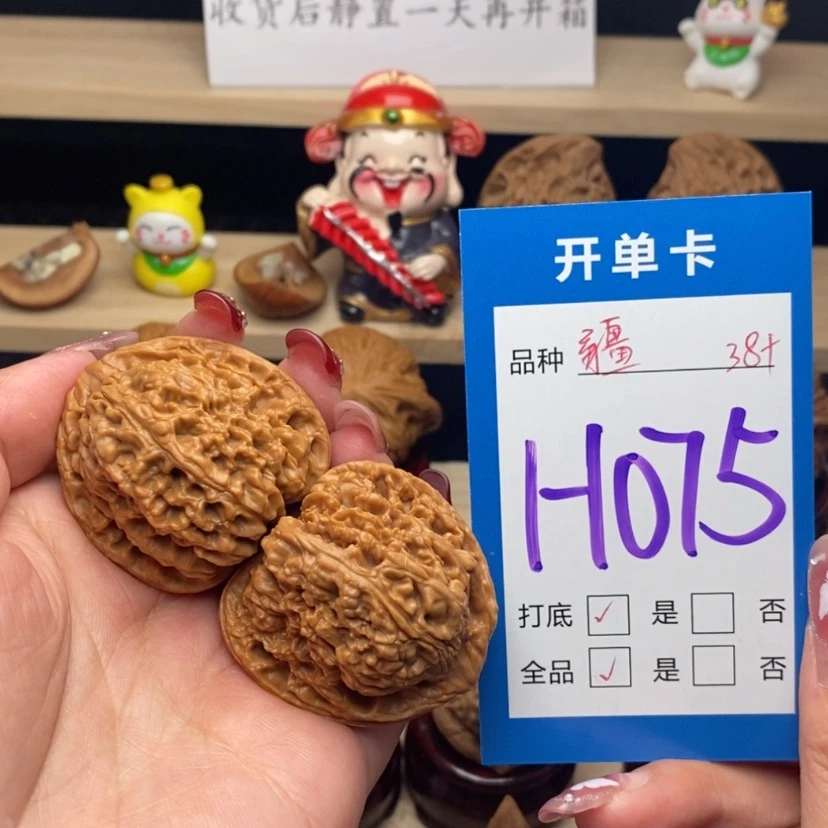 收货后静置一天再开箱
开单卡
品种 疆 38+
H075
打底 ✓ 是 否
全品 ✓ 是 否